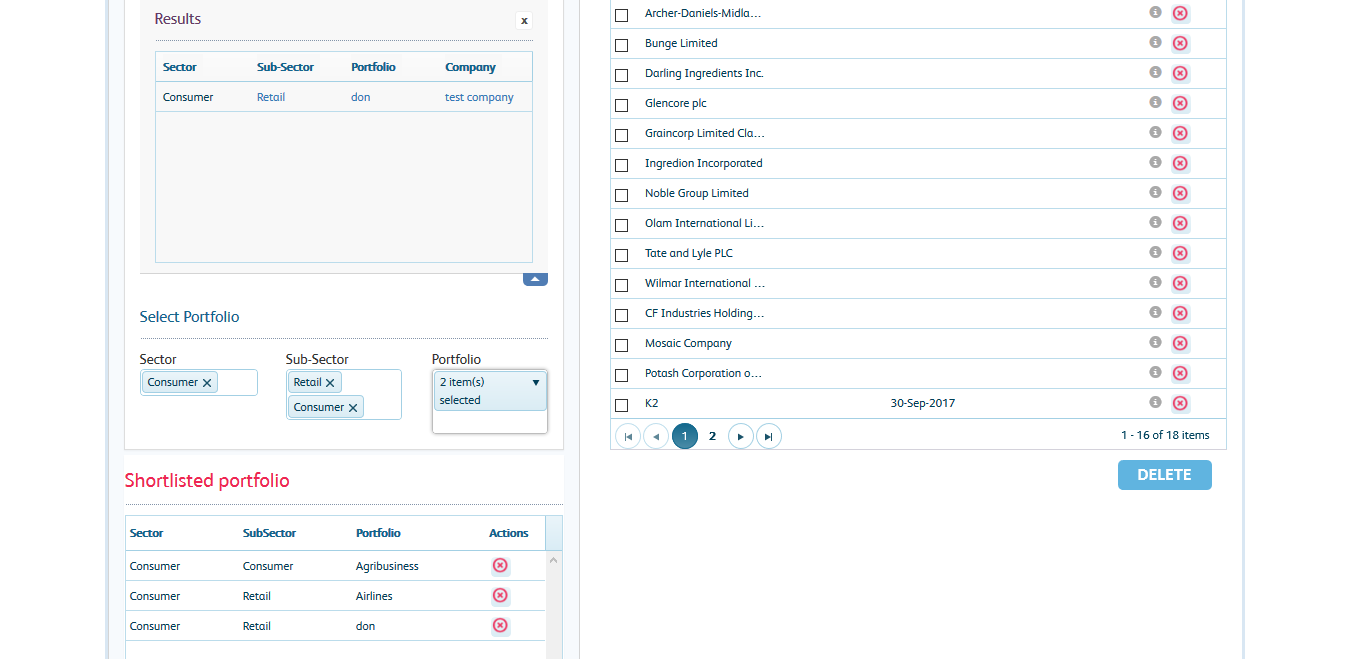 Results
x
Sector Sub-Sector Portfolio Company
Consumer Retail don test company
Select Portfolio
Sector Sub-Sector Portfolio
Consumer Retail 2 item(s)
selected
Consumer
Shortlisted portfolio
Sector SubSector Portfolio Actions
Consumer Consumer Agribusiness
Consumer Retail Airlines
Consumer Retail don
Archer-Daniels-Midla...
Bunge Limited
Darling Ingredients Inc.
Glencore plc
Graincorp Limited Cla...
Ingredion Incorporated
Noble Group Limited
Olam International Li...
Tate and Lyle PLC
Wilmar International ...
CF Industries Holding...
Mosaic Company
Potash Corporation o...
K2 30-Sep-2017
1 2 1 - 16 of 18 items
DELETE